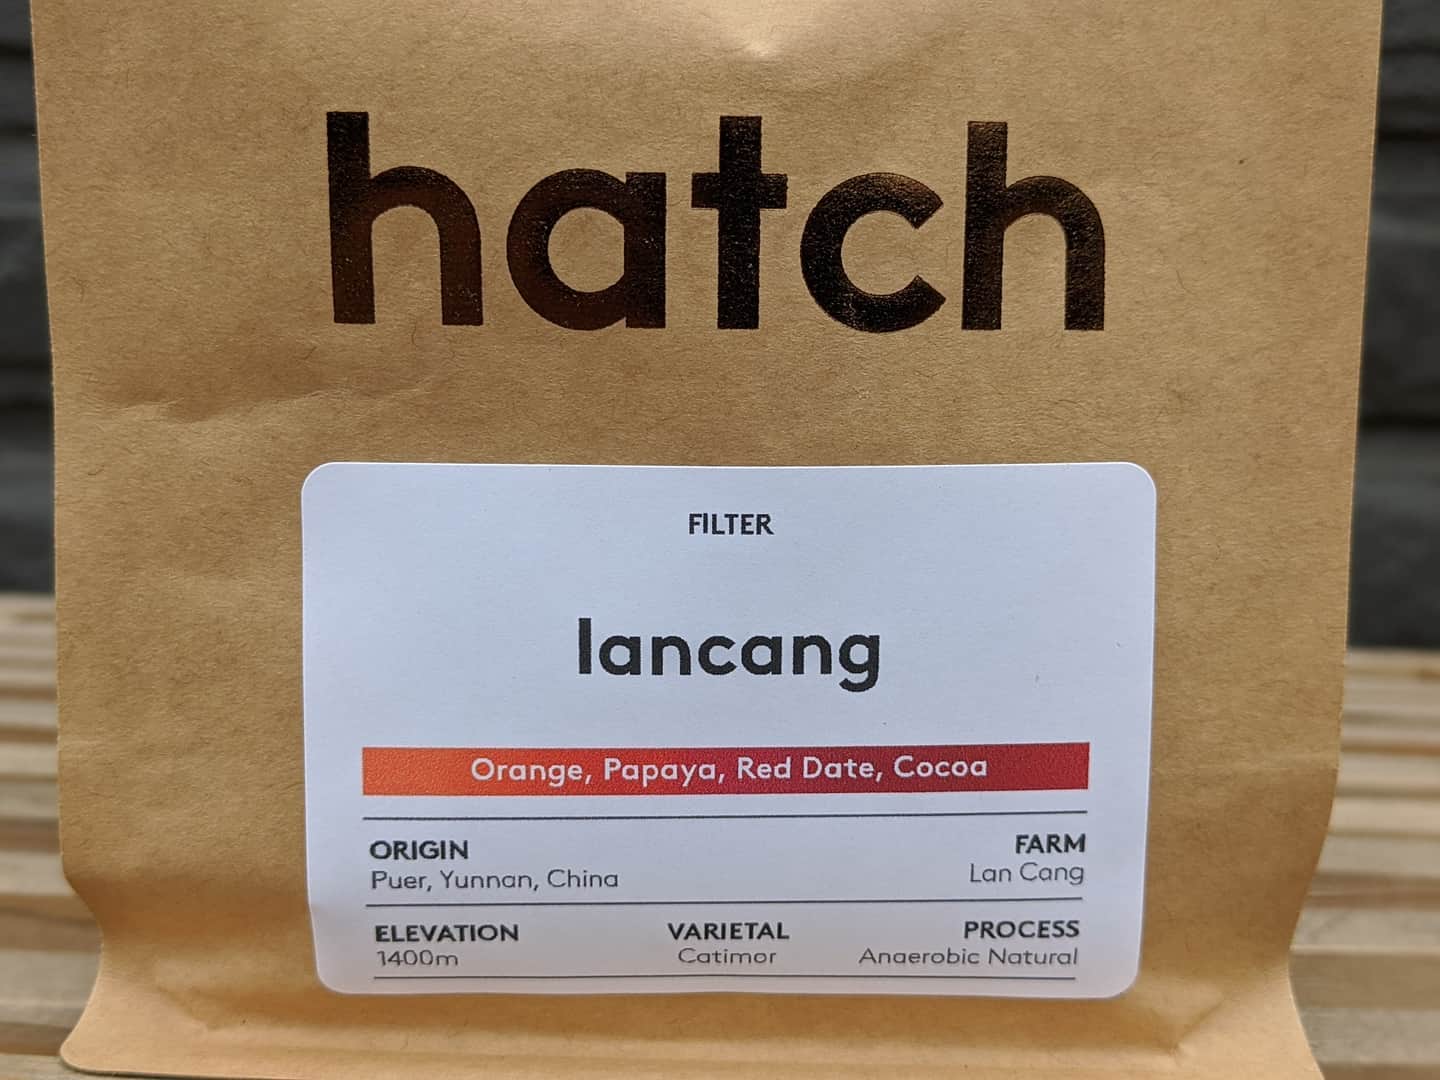 hatch
FILTER
lancang
Orange, Papaya, Red Date, Cocoa
ORIGIN
Puer, Yunnan, China
FARM
Lan Cang
ELEVATION
1400m
VARIETAL
Catimor
PROCESS
Anaerobic Natural